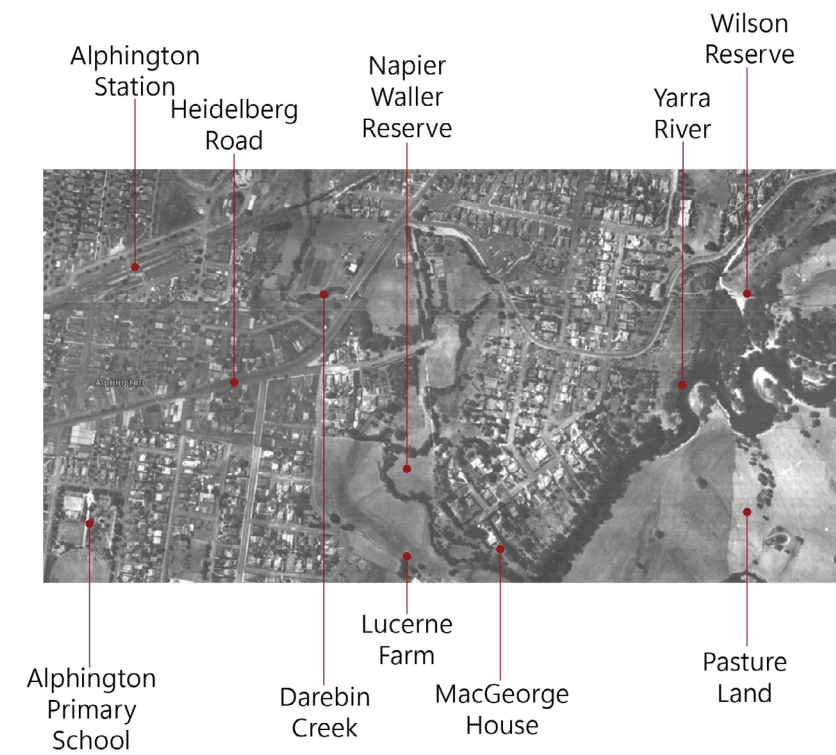 Alphington
Station
Heidelberg
Road
Napier
Waller
Reserve
Yarra
River
Wilson
Reserve
Alphington
Alphington
Primary
School
Darebin
Creek
Lucerne
Farm
MacGeorge
House
Pasture
Land